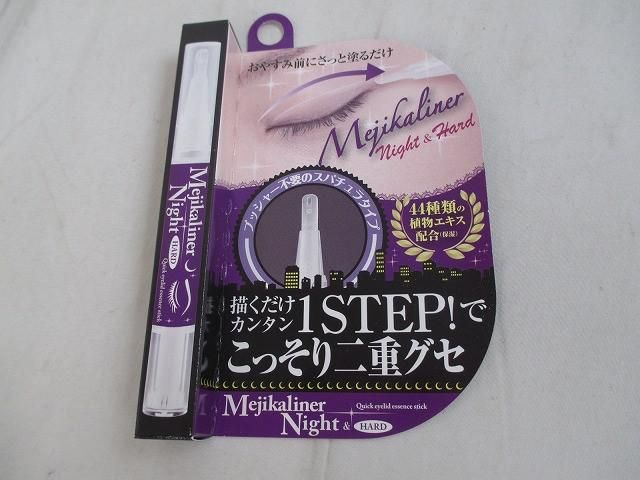 おやすみ前にさっと塗るだけ
Mejikaliner
Night & Hard
プッシャー不要のスパチュラタイプ
44種類の
植物エキス
配合(保湿)
描くだけ
カンタン
1STEP!で
こっそり二重グセ
Mejikaliner
Night & HARD
Quick eyelid essence stick
Mejikaliner
Night
HARD
Quick eyelid essence stick